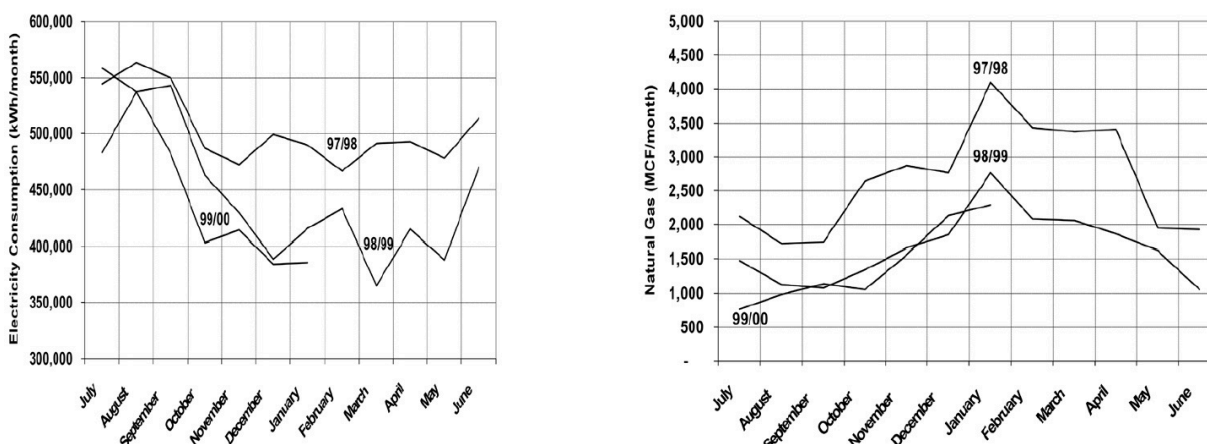 Electricity Consumption (kWh/month)
600,000
550,000
500,000
450,000
400,000
350,000
300,000
97/98
99/00
98/99
July
August
September
October
November
December
January
February
March
April
May
June
Natural Gas (MCF/month)
5,000
4,500
4,000
3,500
3,000
2,500
2,000
1,500
1,000
500
-
97/98
98/99
99/00
July
August
September
October
November
December
January
February
March
April
May
June